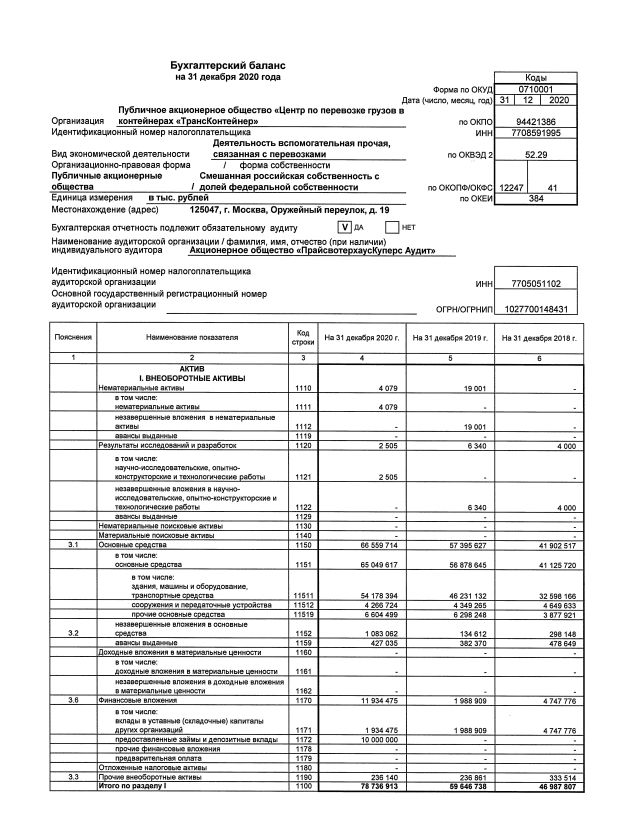 Бухгалтерский баланс
на 31 декабря 2020 года
Коды
Форма по ОКУД 0710001
Дата (число, месяц, год) 31 12 2020
Публичное акционерное общество «Центр по перевозке грузов в
Организация контейнерах «ТрансКонтейнер» по ОКПО 94421386
Идентификационный номер налогоплательщика ИНН 7708591995
Деятельность вспомогательная прочая,
Вид экономической деятельности связанная с перевозками по ОКВЭД 2 52.29
Организационно-правовая форма / форма собственности
Публичные акционерные Смешанная российская собственность с
общества / долей федеральной собственности по ОКОПФ/ОКФС 12247 41
Единица измерения в тыс. рублей по ОКЕИ 384
Местонахождение (адрес) 125047, г. Москва, Оружейный переулок, д. 19
Бухгалтерская отчетность подлежит обязательному аудиту V ДА НЕТ
Наименование аудиторской организации / фамилия, имя, отчество (при наличии)
индивидуального аудитора Акционерное общество «ПрайсвотерхаусКуперс Аудит»
Идентификационный номер налогоплательщика
аудиторской организации ИНН 7705051102
Основной государственный регистрационный номер
аудиторской организации ОГРН/ОГРНИП 1027700148431
Пояснения Наименование показателя Код строки На 31 декабря 2020 г. На 31 декабря 2019 г. На 31 декабря 2018 г.
1 2 3 4 5 6
АКТИВ
I. ВНЕОБОРОТНЫЕ АКТИВЫ
Нематериальные активы 1110 4 079 19 001 -
в том числе:
нематериальные активы 1111 4 079 - -
незавершенные вложения в нематериальные
активы 1112 - 19 001 -
авансы выданные 1119 - - -
Результаты исследований и разработок 1120 2 505 6 340 4 000
в том числе:
научно-исследовательские, опытно-
конструкторские и технологические работы 1121 2 505 - -
незавершенные вложения в научно-
исследовательские, опытно-конструкторские и
технологические работы 1122 - 6 340 4 000
авансы выданные 1129 - - -
Нематериальные поисковые активы 1130 - - -
Материальные поисковые активы 1140 - - -
3.1 Основные средства 1150 66 559 714 57 395 627 41 902 517
в том числе:
основные средства 1151 65 049 617 56 878 645 41 125 720
в том числе:
здания, машины и оборудование,
транспортные средства 11511 54 178 394 46 231 132 32 598 166
сооружения и передаточные устройства 11512 4 266 724 4 349 265 4 649 633
прочие основные средства 11519 6 604 499 6 298 248 3 877 921
незавершенные вложения в основные
3.2 средства 1152 1 083 062 134 612 298 148
авансы выданные 1159 427 035 382 370 478 649
Доходные вложения в материальные ценности 1160 - - -
в том числе:
доходные вложения в материальные ценности 1161 - - -
незавершенные вложения в доходные вложения
в материальные ценности 1162 - - -
3.6 Финансовые вложения 1170 11 934 475 1 988 909 4 747 776
в том числе:
вклады в уставные (складочные) капиталы
других организаций 1171 1 934 475 1 988 909 4 747 776
предоставленные займы и депозитные вклады 1172 10 000 000 - -
прочие финансовые вложения 1178 - - -
предварительная оплата 1179 - - -
Отложенные налоговые активы 1180 - - -
3.3 Прочие внеоборотные активы 1190 236 140 236 861 333 514
Итого по разделу I 1100 78 736 913 59 646 738 46 987 807